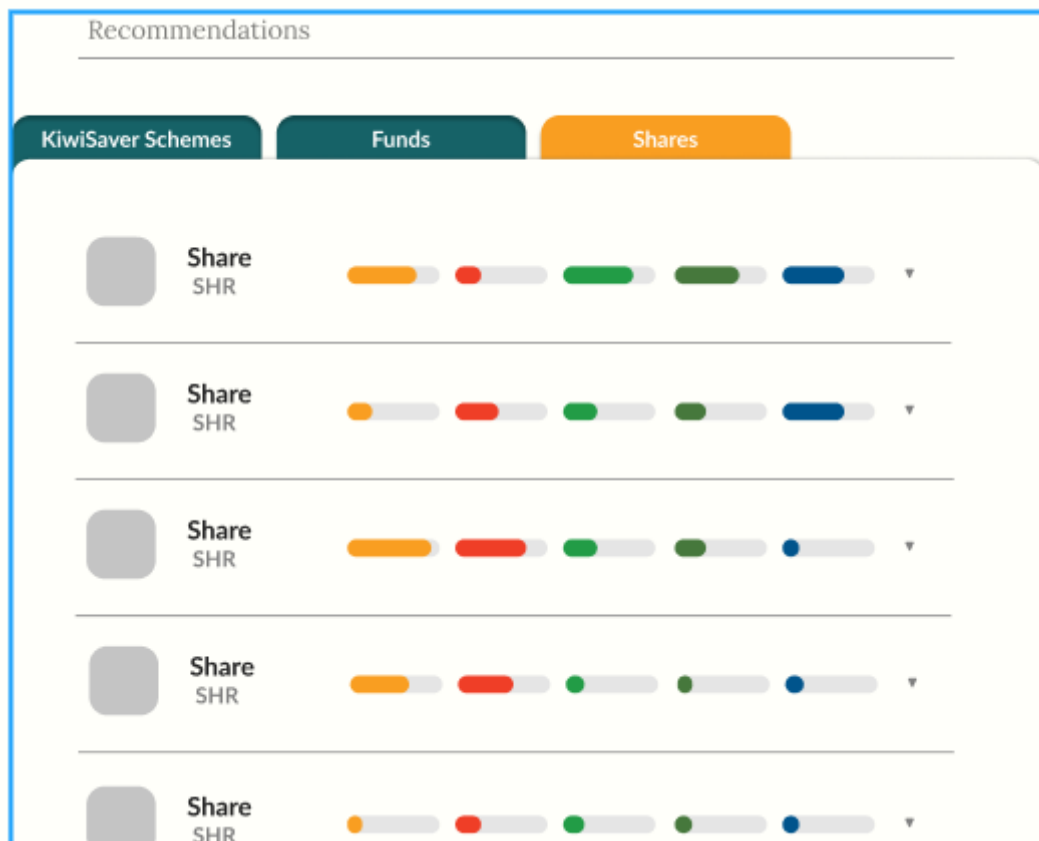 Recommendations
KiwiSaver Schemes
Funds
Shares
Share
SHR
Share
SHR
Share
SHR
Share
SHR
Share
SHR